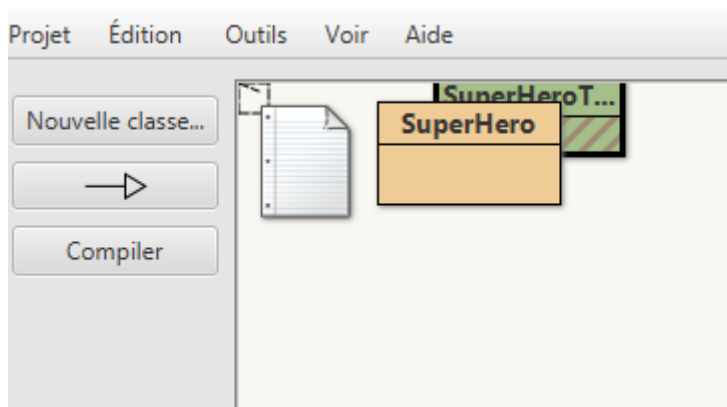 Projet Édition Outils Voir Aide
Nouvelle classe...
SuperHeroT...
SuperHero
Compiler